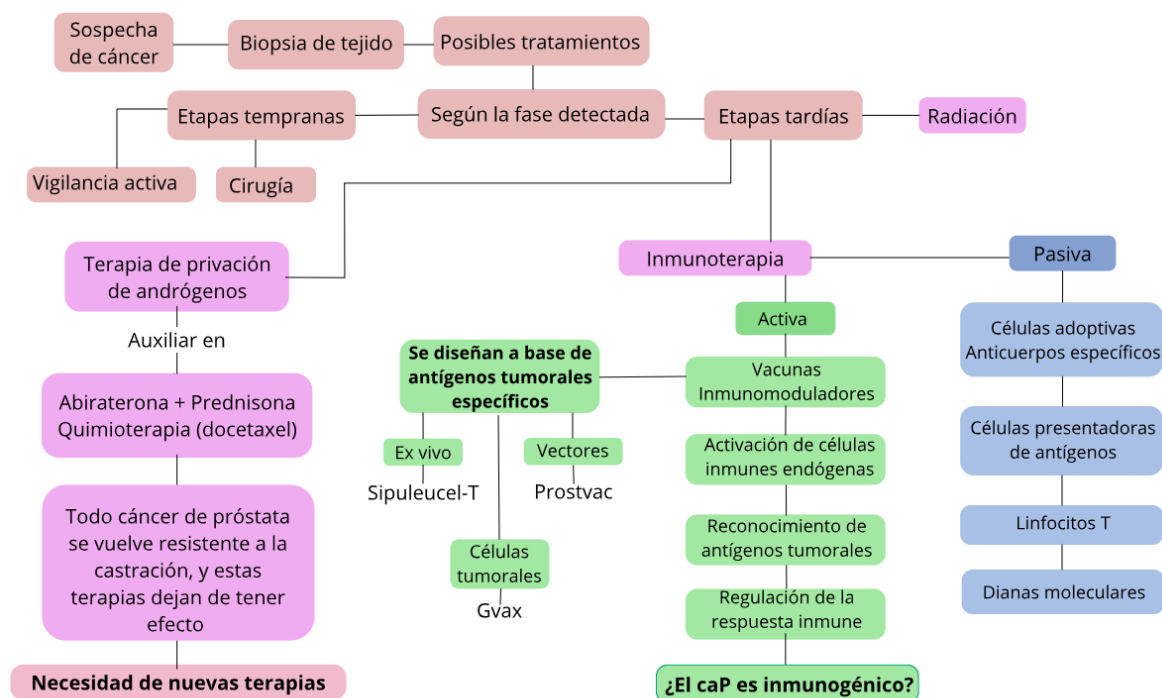 Sospecha
de cáncer
Biopsia de tejido
Posibles tratamientos
Etapas tempranas
Según la fase detectada
Etapas tardías
Radiación
Vigilancia activa
Cirugía
Terapia de privación
de andrógenos
Auxiliar en
Abiraterona + Prednisona
Quimioterapia (docetaxel)
Todo cáncer de próstata
se vuelve resistente a la
castración, y estas
terapias dejan de tener
efecto
Necesidad de nuevas terapias
Inmunoterapia
Activa
Vacunas
Inmunomoduladores
Se diseñan a base de
antígenos tumorales
específicos
Ex vivo
Sipuleucel-T
Células
tumorales
Gvax
Vectores
Prostvac
Activación de células
inmunes endógenas
Reconocimiento de
antígenos tumorales
Regulación de la
respuesta inmune
¿El caP es inmunogénico?
Pasiva
Células adoptivas
Anticuerpos específicos
Células presentadoras
de antígenos
Linfocitos T
Dianas moleculares